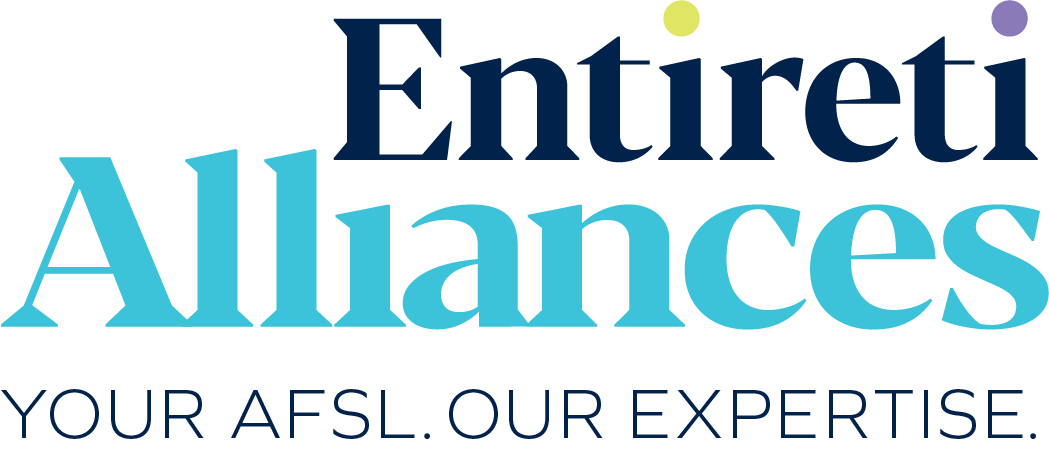 Entireti
Alliances
YOUR AFSL. OUR EXPERTISE.